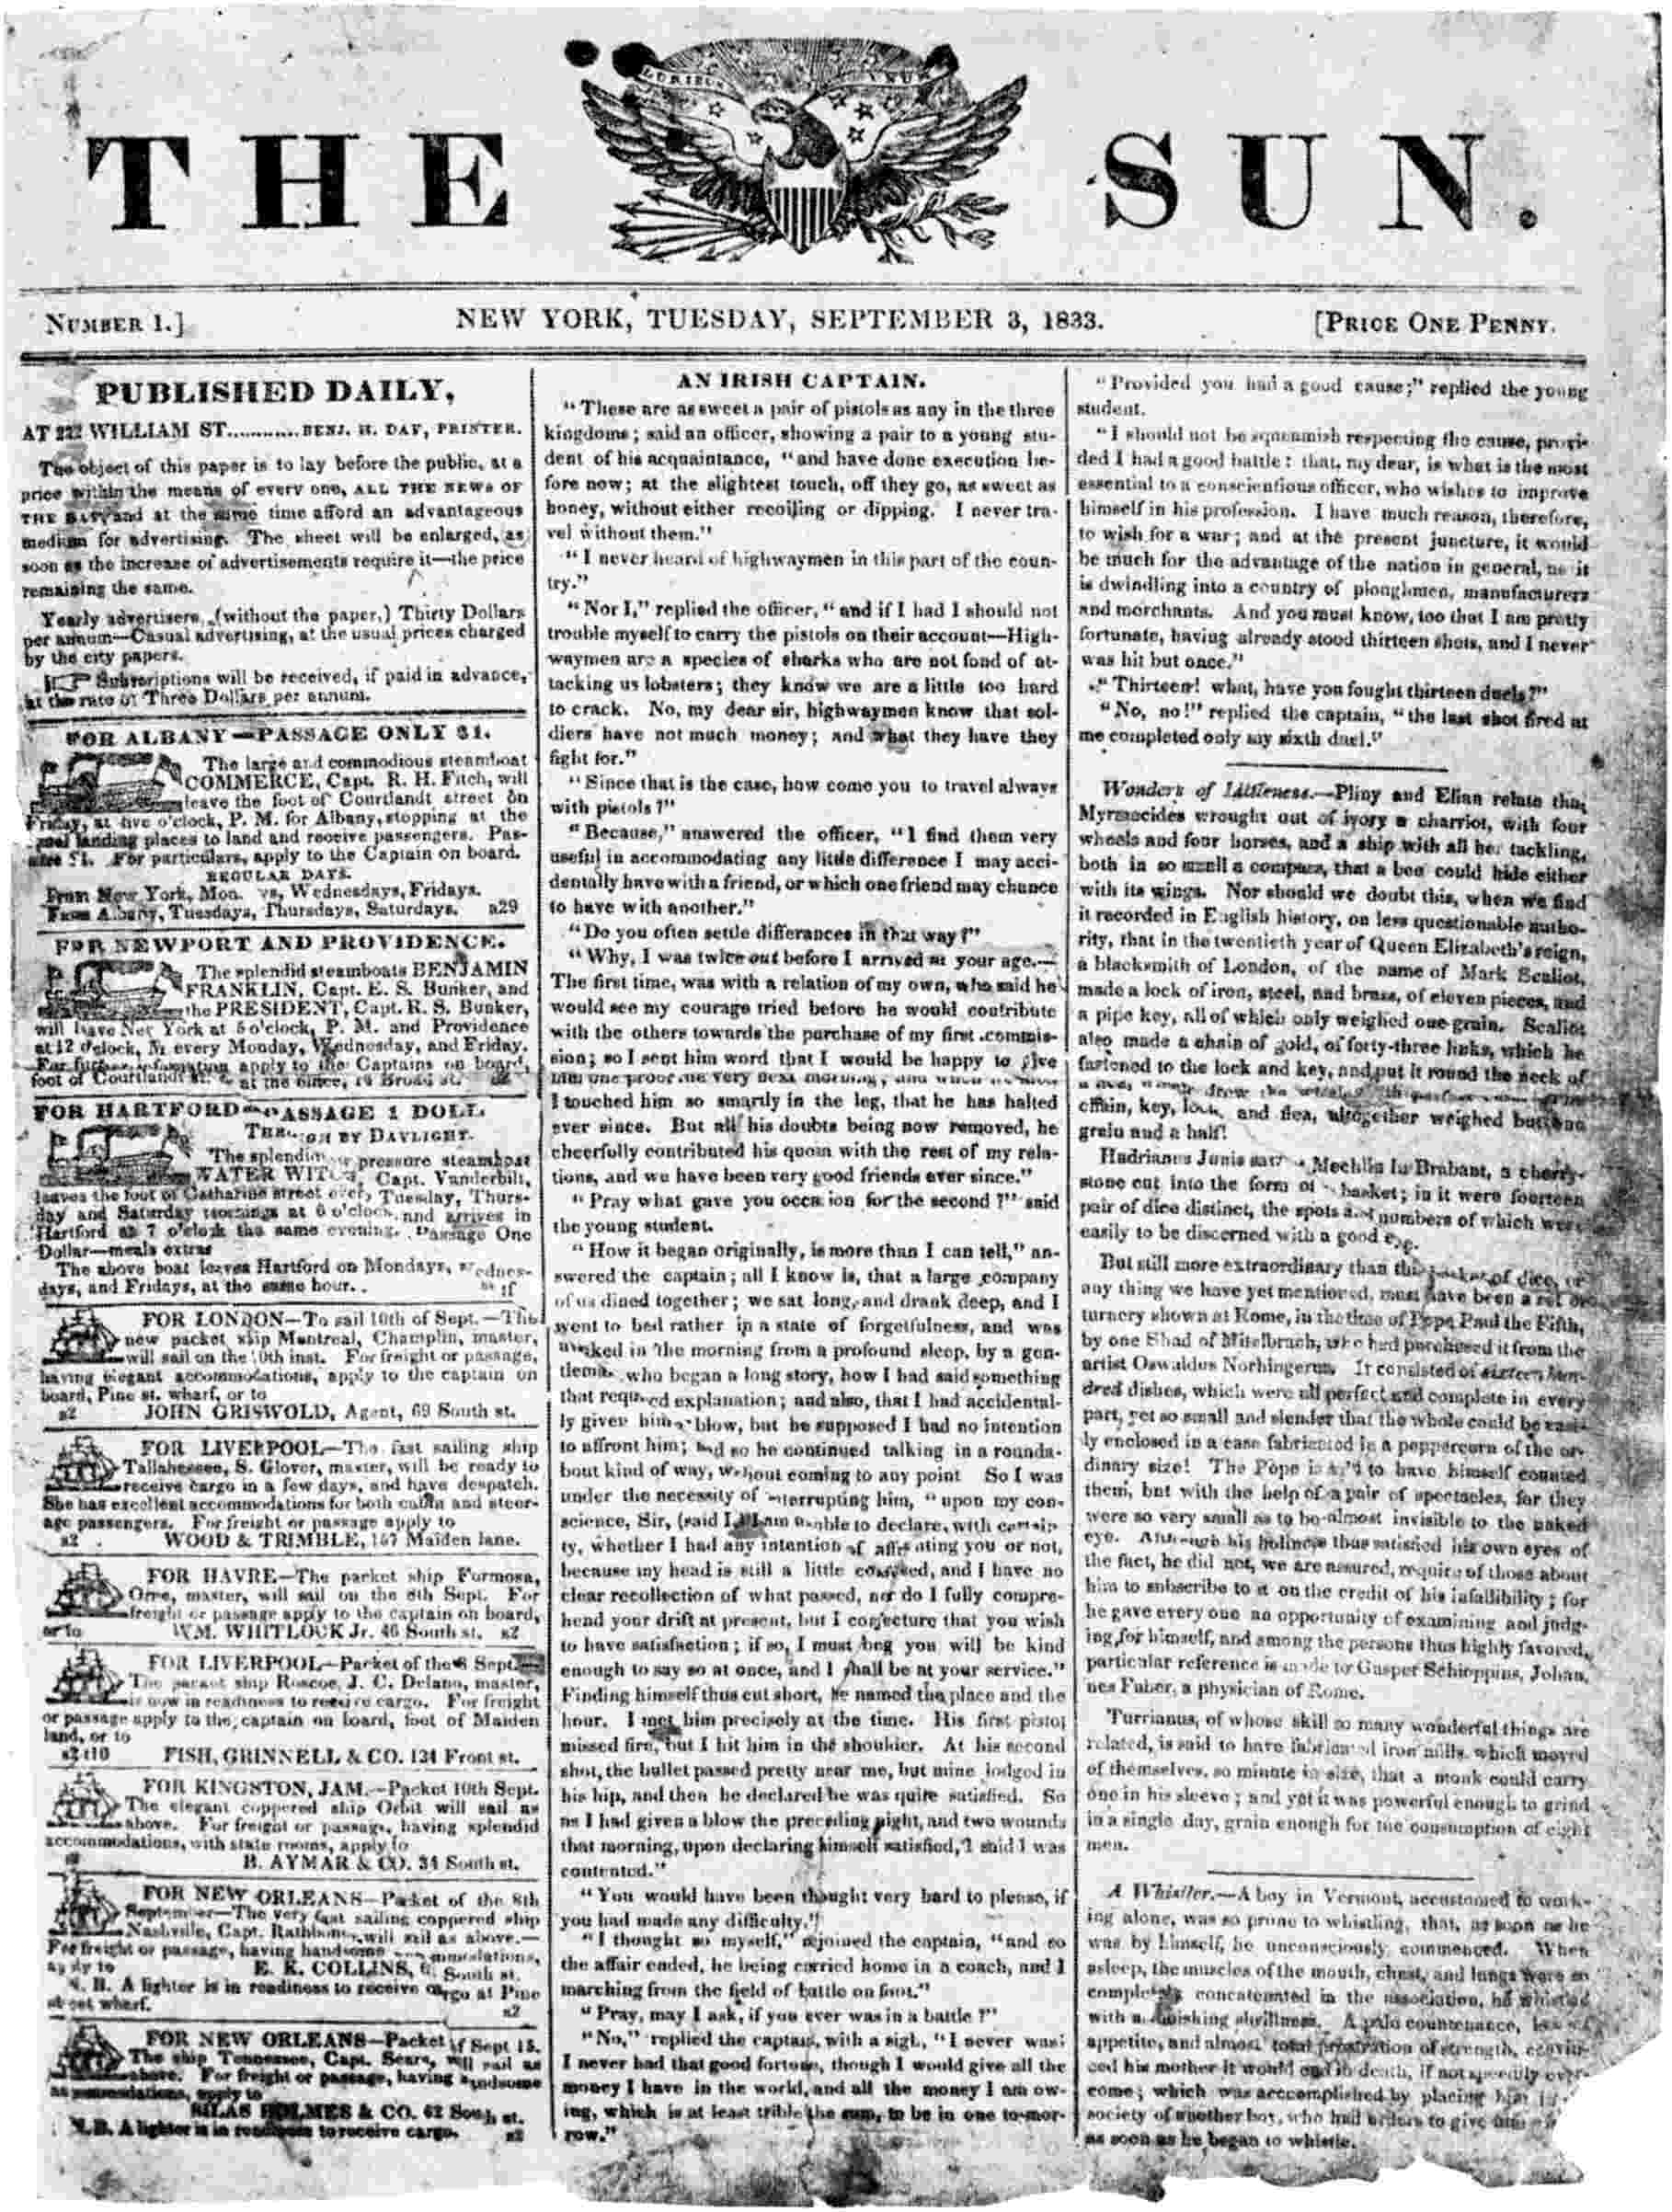 THE SUN.
NUMBER 1.] NEW YORK, TUESDAY, SEPTEMBER 3, 1833. [PRICE ONE PENNY.
PUBLISHED DAILY,
AT 222 WILLIAM ST............BENJ. H. DAY, PRINTER.
The object of this paper is to lay before the public, at a
price within the means of every one, ALL THE NEWS OF
THE DAY, and at the same time afford an advantageous
medium for advertising. The sheet will be enlarged, as
soon as the increase of advertisements require it—the price
remaining the same.
Yearly advertisers, (without the paper,) Thirty Dollars
per annum—Casual advertising, at the usual prices charged
by the city papers.
Subscriptions will be received, if paid in advance,
at the rate of Three Dollars per annum.
FOR ALBANY—PASSAGE ONLY $1.
The large and commodious steamboat
COMMERCE, Capt. R. H. Fitch, will
leave the foot of Courtlandt street on
Friday, at five o'clock, P. M. for Albany, stopping at the
usual landing places to land and receive passengers. Pas-
sage $1. For particulars, apply to the Captain on board.
REGULAR DAYS.
From New York, Mon ys, Wednesdays, Fridays.
From Albany, Tuesdays, Thursdays, Saturdays. a29
FOR NEWPORT AND PROVIDENCE.
The splendid steamboats BENJAMIN
FRANKLIN, Capt. E. S. Bunker, and
the PRESIDENT, Capt. R. S. Bunker,
will leave New York at 5 o'clock, P. M. and Providence
at 12 o'clock, M. every Monday, Wednesday, and Friday.
For further information apply to the Captains on board,
foot of Courtlandt st. at the office, 14 Broad st.
FOR HARTFORD—PASSAGE 1 DOLL.
THROUGH BY DAYLIGHT.
The splendid pressure steamboat
WATER WITCH, Capt. Vanderbilt,
leaves the foot of Catharine street every Tuesday, Thurs-
day and Saturday mornings at 6 o'clock and arrives in
Hartford at 7 o'clock the same evening. Passage One
Dollar—meals extra
The above boat leaves Hartford on Mondays, Wednes-
days, and Fridays, at the same hour. tf
FOR LONDON—To sail 10th of Sept.—The
new packet ship Montreal, Champlin, master,
will sail on the 10th inst. For freight or passage,
having elegant accommodations, apply to the captain on
board, Pine st. wharf, or to
s2 JOHN GRISWOLD, Agent, 69 South st.
FOR LIVERPOOL—The fast sailing ship
Tallahassee, S. Glover, master, will be ready to
receive cargo in a few days, and have despatch.
She has excellent accommodations for both cabin and steer-
age passengers. For freight or passage apply to
s2 WOOD & TRIMBLE, 157 Maiden lane.
FOR HAVRE—The packet ship Formosa,
Orne, master, will sail on the 8th Sept. For
freight or passage apply to the captain on board,
or to WM. WHITLOCK Jr. 46 South st. s2
FOR LIVERPOOL—Packet of the 8 Sept.
The packet ship Roscoe, J. C. Delano, master,
is now in readiness to receive cargo. For freight
or passage apply to the captain on board, foot of Maiden
land, or to
s2 t10 FISH, GRINNELL & CO. 134 Front st.
FOR KINGSTON, JAM.—Packet 10th Sept.
The elegant coppered ship Orbit will sail as
above. For freight or passage, having splendid
accommodations, with state rooms, apply to
B. AYMAR & CO. 34 South st.
FOR NEW ORLEANS—Packet of the 8th
September—The very fast sailing coppered ship
Nashville, Capt. Rathbone, will sail as above.—
For freight or passage, having handsome accommodations,
apply to E. K. COLLINS, South st.
N. B. A lighter is in readiness to receive cargo at Pine
street wharf. s2
FOR NEW ORLEANS—Packet of Sept 15.
The ship Tennessee, Capt. Sears, will sail as
above. For freight or passage, having handsome
accommodations, apply to
SILAS HOLMES & CO. 62 South st.
N.B. A lighter is in readiness to receive cargo. s2
AN IRISH CAPTAIN.
"These are as sweet a pair of pistols as any in the three
kingdoms; said an officer, showing a pair to a young stu-
dent of his acquaintance, "and have done execution be-
fore now; at the slightest touch, off they go, as sweet as
honey, without either recoiling or dipping. I never tra-
vel without them."
"I never heard of highwaymen in this part of the coun-
try."
"Nor I," replied the officer, "and if I had I should not
trouble myself to carry the pistols on their account—High-
waymen are a species of sharks who are not fond of at-
tacking us lobsters; they know we are a little too hard
to crack. No, my dear sir, highwaymen know that sol-
diers have not much money; and what they have they
fight for."
"Since that is the case, how come you to travel always
with pistols?"
"Because," answered the officer, "I find them very
useful in accommodating any little difference I may acci-
dentally have with a friend, or which one friend may chance
to have with another."
"Do you often settle differances in that way?"
"Why, I was twice out before I arrived at your age.—
The first time, was with a relation of my own, who said he
would see my courage tried before he would contribute
with the others towards the purchase of my first commis-
sion; so I sent him word that I would be happy to give
him one proof the very next morning, and when we met
I touched him so smartly in the leg, that he has halted
ever since. But all his doubts being now removed, he
cheerfully contributed his quoin with the rest of my rela-
tions, and we have been very good friends ever since."
"Pray what gave you occasion for the second?" said
the young student.
"How it began originally, is more than I can tell," an-
swered the captain; all I know is, that a large company
of us dined together; we sat long, and drank deep, and I
went to bed rather in a state of forgetfulness, and was
waked in the morning from a profound sleep, by a gen-
tleman who began a long story, how I had said something
that required explanation; and also, that I had accidental-
ly given him a blow, but he supposed I had no intention
to affront him; and so he continued talking in a rounda-
bout kind of way, without coming to any point So I was
under the necessity of interrupting him, "upon my con-
science, Sir, (said I,) I am unable to declare, with certain-
ty, whether I had any intention of affronting you or not,
because my head is still a little confused, and I have no
clear recollection of what passed, nor do I fully compre-
hend your drift at present, but I conjecture that you wish
to have satisfaction; if so, I must beg you will be kind
enough to say so at once, and I shall be at your service."
Finding himself thus cut short, he named the place and the
hour. I met him precisely at the time. His first pistol
missed fire, but I hit him in the shoulder. At his second
shot, the bullet passed pretty near me, but mine lodged in
his hip, and then he declared he was quite satisfied. So
as I had given a blow the preceding night, and two wounds
that morning, upon declaring himself satisfied, I said I was
contented."
"You would have been thought very hard to please, if
you had made any difficulty."
"I thought so myself," rejoined the captain, "and so
the affair ended, he being carried home in a coach, and I
marching from the field of battle on foot."
"Pray, may I ask, if you ever was in a battle?"
"No," replied the captain, with a sigh, "I never was;
I never had that good fortune, though I would give all the
money I have in the world, and all the money I am ow-
ing, which is at least trible the sum, to be in one to-mor-
row."
"Provided you had a good cause;" replied the young
student.
"I should not be squeamish respecting the cause, provi-
ded I had a good battle: that, my dear, is what is the most
essential to a conscientious officer, who wishes to improve
himself in his profession. I have much reason, therefore,
to wish for a war; and at the present juncture, it would
be much for the advantage of the nation in general, as it
is dwindling into a country of ploughmen, manufacturers
and merchants. And you must know, too that I am pretty
fortunate, having already stood thirteen shots, and I never
was hit but once."
"Thirteen! what, have you fought thirteen duels?"
"No, no!" replied the captain, "the last shot fired at
me completed only my sixth duel."
Wonders of Littleness.—Pliny and Elian relate that
Myrmecides wrought out of ivory a charriot, with four
wheels and four horses, and a ship with all her tackling,
both in so small a compass, that a bee could hide either
with its wings. Nor should we doubt this, when we find
it recorded in English history, on less questionable autho-
rity, that in the twentieth year of Queen Elizabeth's reign,
a blacksmith of London, of the name of Mark Scaliot,
made a lock of iron, steel, and brass, of eleven pieces, and
a pipe key, all of which only weighed one grain. Scaliot
also made a chain of gold, of forty-three links, which he
fastened to the lock and key, and put it round the neck of
a flea, drew the
chain, key, lock, and flea, altogether weighed but one
grain and a half!
Hadrianus Junis saw Mechlin in Brabant, a cherry-
stone cut into the form of basket; in it were fourteen
pair of dice distinct, the spots and numbers of which were
easily to be discerned with a good eye.
But still more extraordinary than this basket of dice, or
any thing we have yet mentioned, must have been a set of
turnery shown at Rome, in the time of Pope Paul the Fifth,
by one Shad of Mitelbrach, who had purchased it from the
artist Oswaldus Norhingerus. It consisted of sixteen hun-
dred dishes, which were all perfect and complete in every
part, yet so small and slender that the whole could be easi-
ly enclosed in a case fabricated in a peppercorn of the or-
dinary size! The Pope is said to have himself counted
them, but with the help of a pair of spectacles, for they
were so very small as to be almost invisible to the naked
eye. Although his holiness thus satisfied his own eyes of
the fact, he did not, we are assured, require of those about
him to subscribe to it on the credit of his infallibility; for
he gave every one an opportunity of examining and judg-
ing for himself, and among the persons thus highly favored,
particular reference is made to Gasper Schioppius, Johan,
nes Faber, a physician of Rome.
Turrianus, of whose skill so many wonderful things are
related, is said to have fabricated iron mills, which moved
of themselves, so minute in size, that a monk could carry
one in his sleeve; and yet it was powerful enough to grind
in a single day, grain enough for the consumption of eight
men.
A Whistler.—A boy in Vermont, accustomed to work-
ing alone, was so prone to whistling, that, as soon as he
was by himself, he unconsciously commenced. When
asleep, the muscles of the mouth, chest, and lungs were so
completely concatenated in the association, he whistled
with astonishing shrillness. A pale countenance, loss of
appetite, and almost total prostration of strength, convin-
ced his mother it would end in death, if not speedily over-
come; which was accomplished by placing him in
society of another boy, who had orders to give him
as soon as he began to whistle.